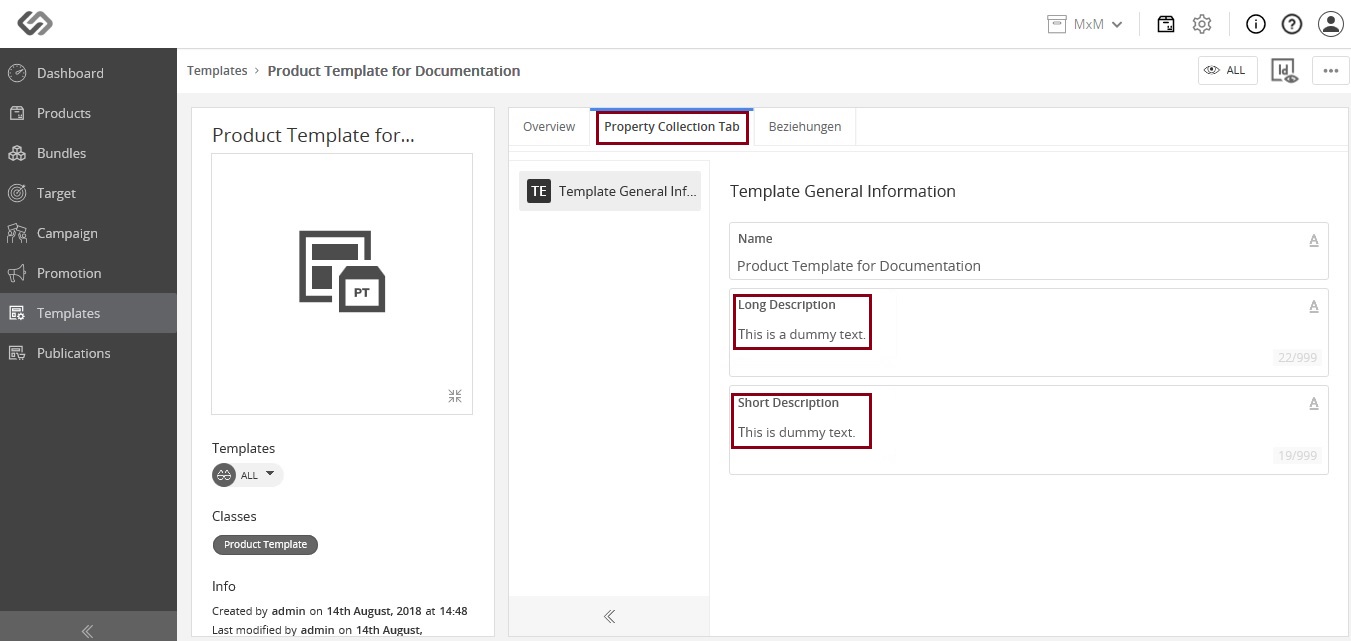 MxM
Dashboard
Products
Bundles
Target
Campaign
Promotion
Templates
Publications
Templates › Product Template for Documentation
ALL
Id
Product Template for...
PT
Templates
ALL
Classes
Product Template
Info
Created by admin on 14th August, 2018 at 14:48
Last modified by admin on 14th August,
Overview
Property Collection Tab
Beziehungen
TE Template General Inf...
Template General Information
Name
A
Product Template for Documentation
Long Description
A
This is a dummy text.
22/999
Short Description
A
This is dummy text.
19/999